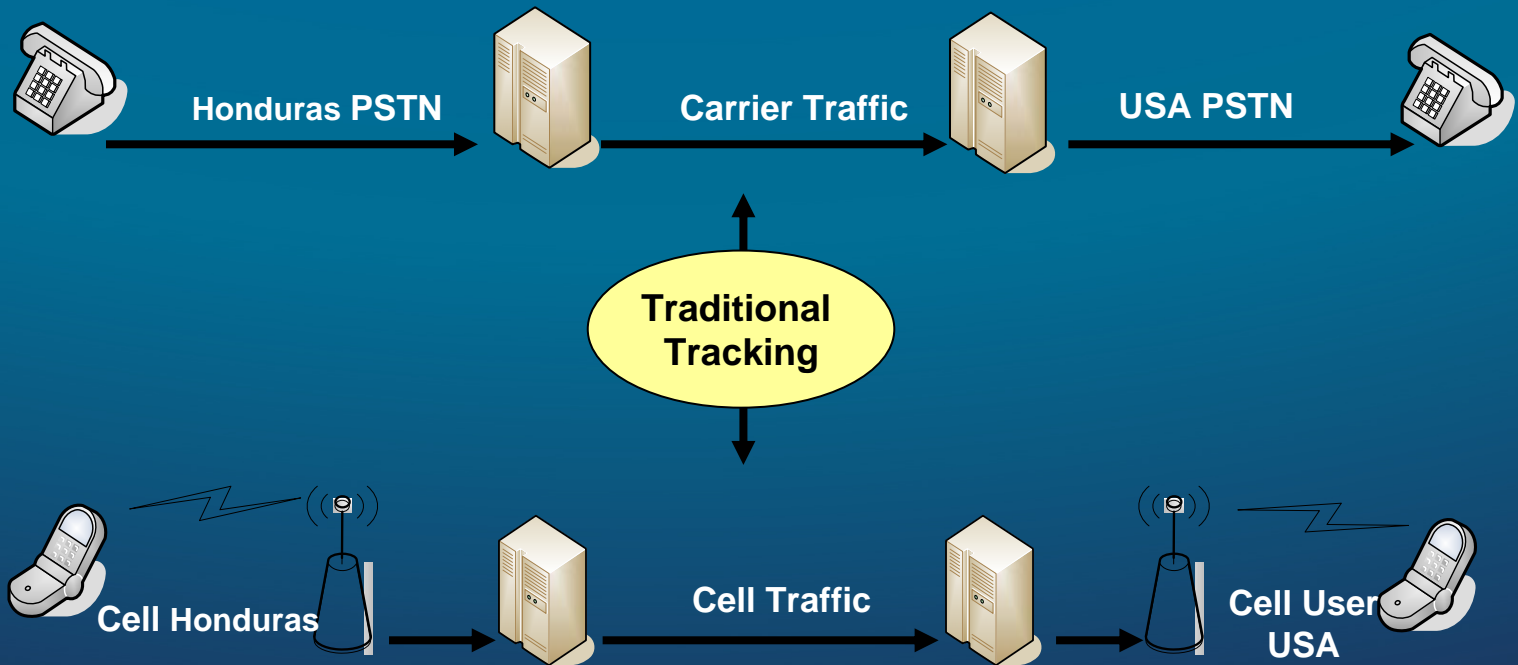 Honduras PSTN
Carrier Traffic
USA PSTN
Traditional
Tracking
Cell Honduras
Cell Traffic
Cell User
USA